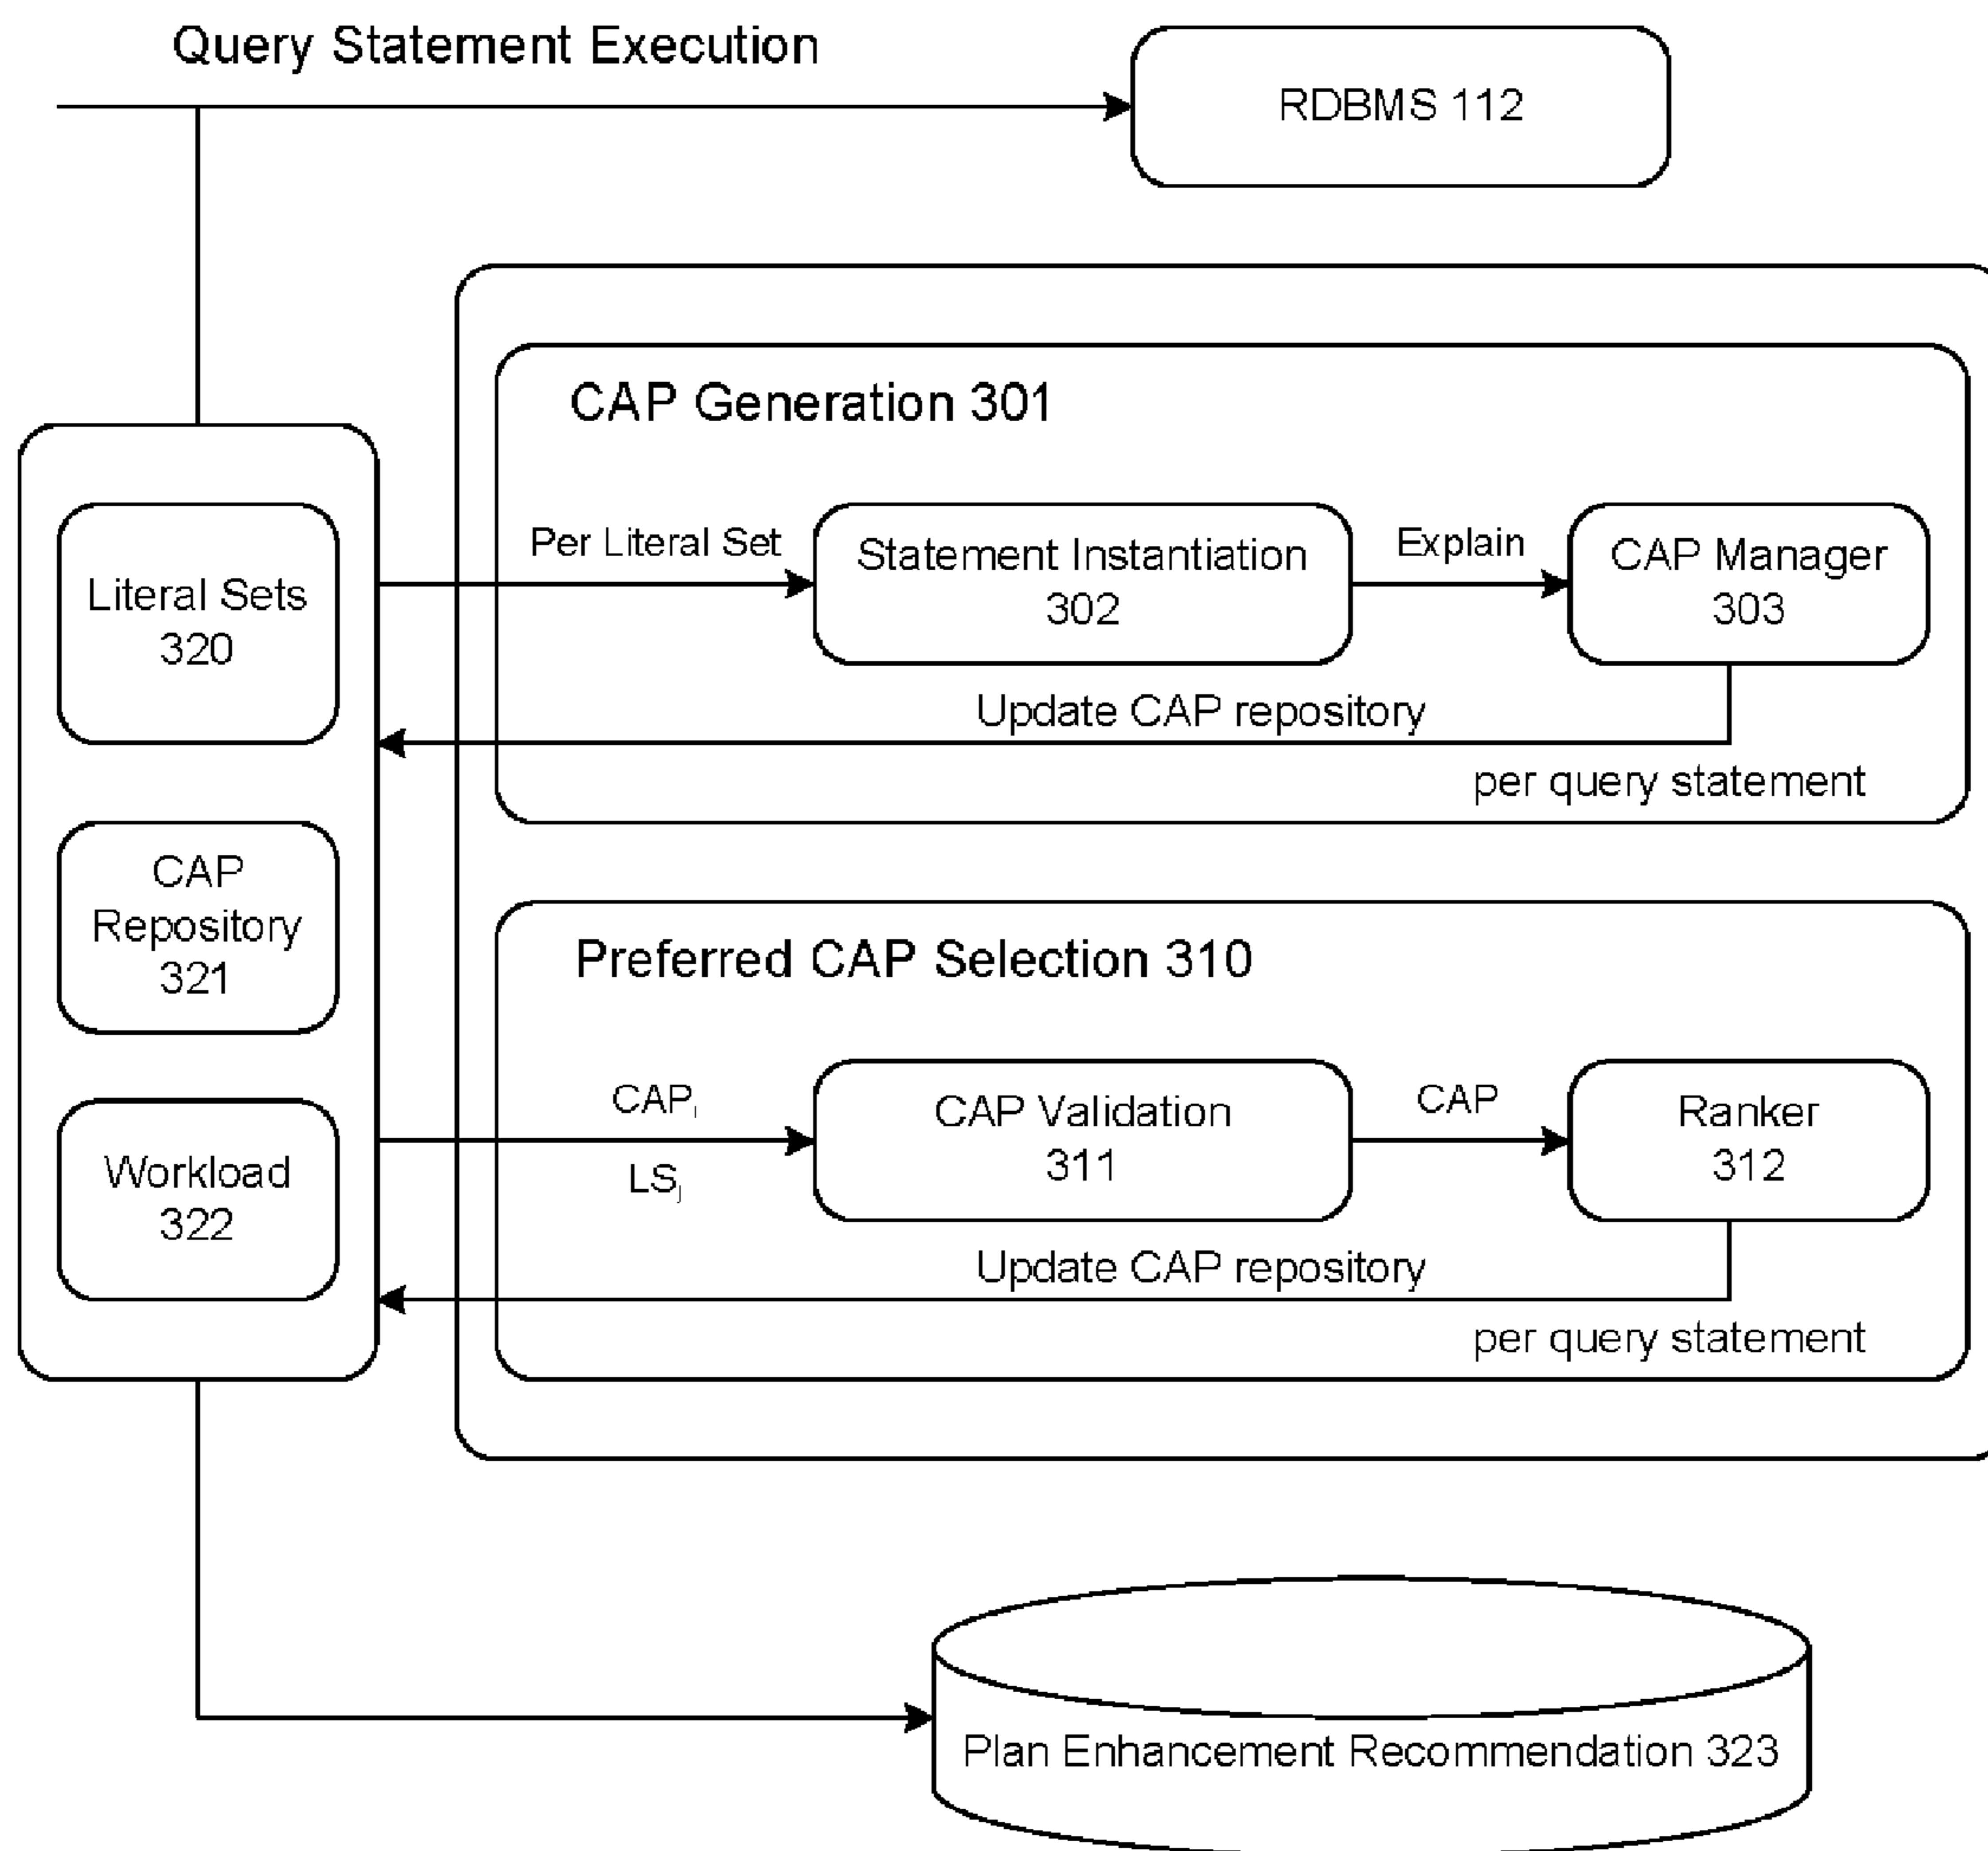 Query Statement Execution
RDBMS 112
CAP Generation 301
Literal Sets
320
Per Literal Set
Statement Instantiation
302
Explain
CAP Manager
303
Update CAP repository
per query statement
CAP
Repository
321
Preferred CAP Selection 310
Workload
322
CAPi
LSj
CAP Validation
311
CAP
Ranker
312
Update CAP repository
per query statement
Plan Enhancement Recommendation 323